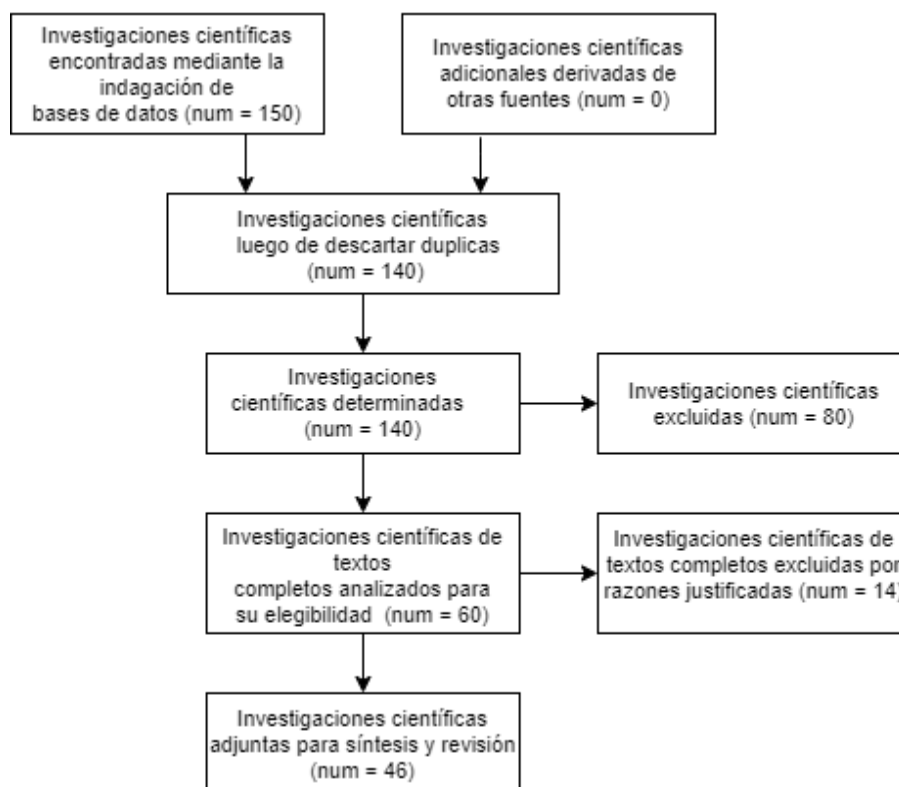 Investigaciones científicas
encontradas mediante la
indagación de
bases de datos (num = 150)
Investigaciones científicas
adicionales derivadas de
otras fuentes (num = 0)
Investigaciones científicas
luego de descartar duplicas
(num = 140)
Investigaciones
científicas determinadas
(num = 140)
Investigaciones científicas
excluidas (num = 80)
Investigaciones científicas de
textos
completos analizados para
su elegibilidad (num = 60)
Investigaciones científicas de
textos completos excluidas por
razones justificadas (num = 14)
Investigaciones científicas
adjuntas para síntesis y revisión
(num = 46)